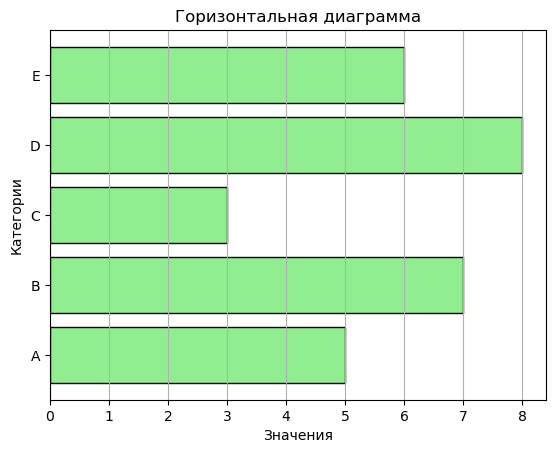 Горизонтальная диаграмма
Категории
E
D
C
B
A
0 1 2 3 4 5 6 7 8
Значения